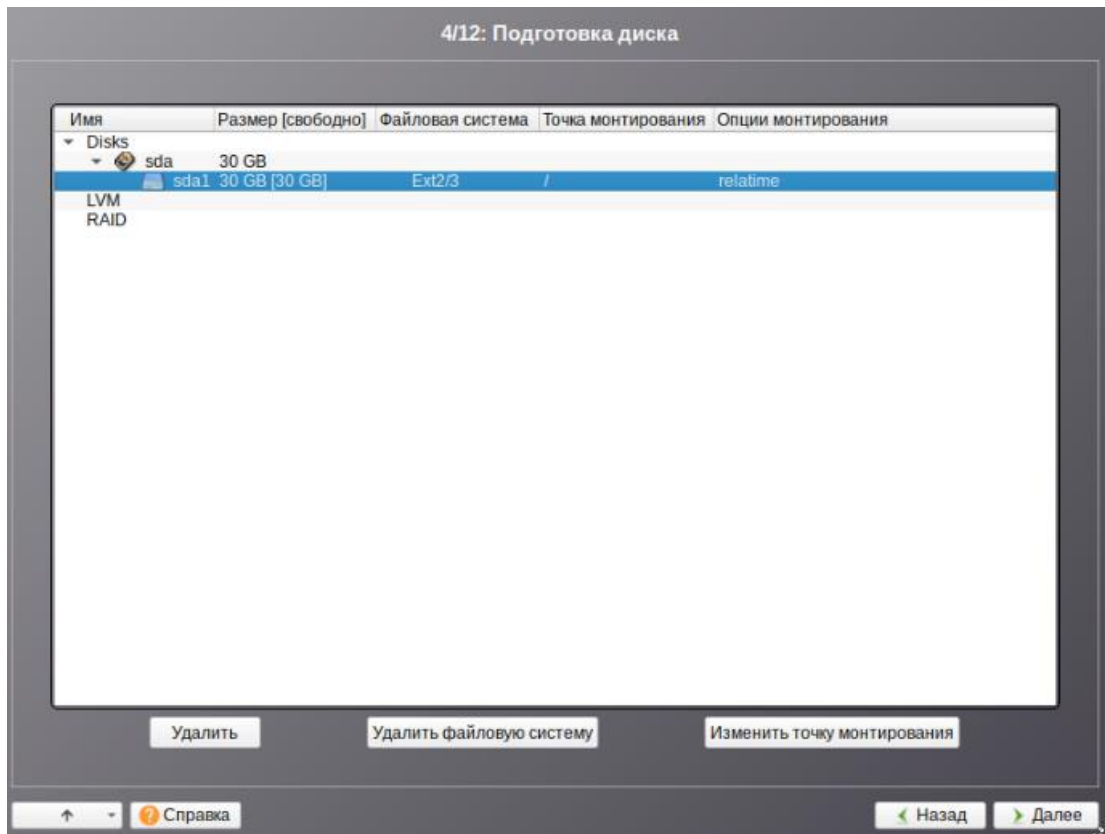 4/12: Подготовка диска
Имя Размер [свободно] Файловая система Точка монтирования Опции монтирования
Disks
sda 30 GB
sda1 30 GB [30 GB] Ext2/3 / relatime
LVM
RAID
Удалить Удалить файловую систему Изменить точку монтирования
Справка Назад Далее